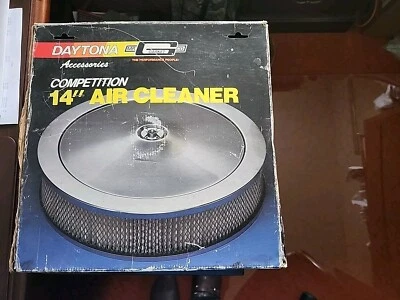 DAYTONA
Accessories
THE PERFORMANCE PEOPLE
COMPETITION
14" AIR CLEANER